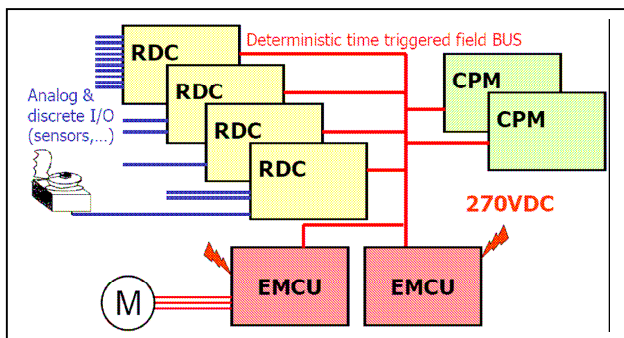 Deterministic time triggered field BUS
RDC
RDC
RDC
RDC
Analog &
discrete I/O
(sensors,...)
CPM
CPM
270VDC
EMCU
EMCU
M